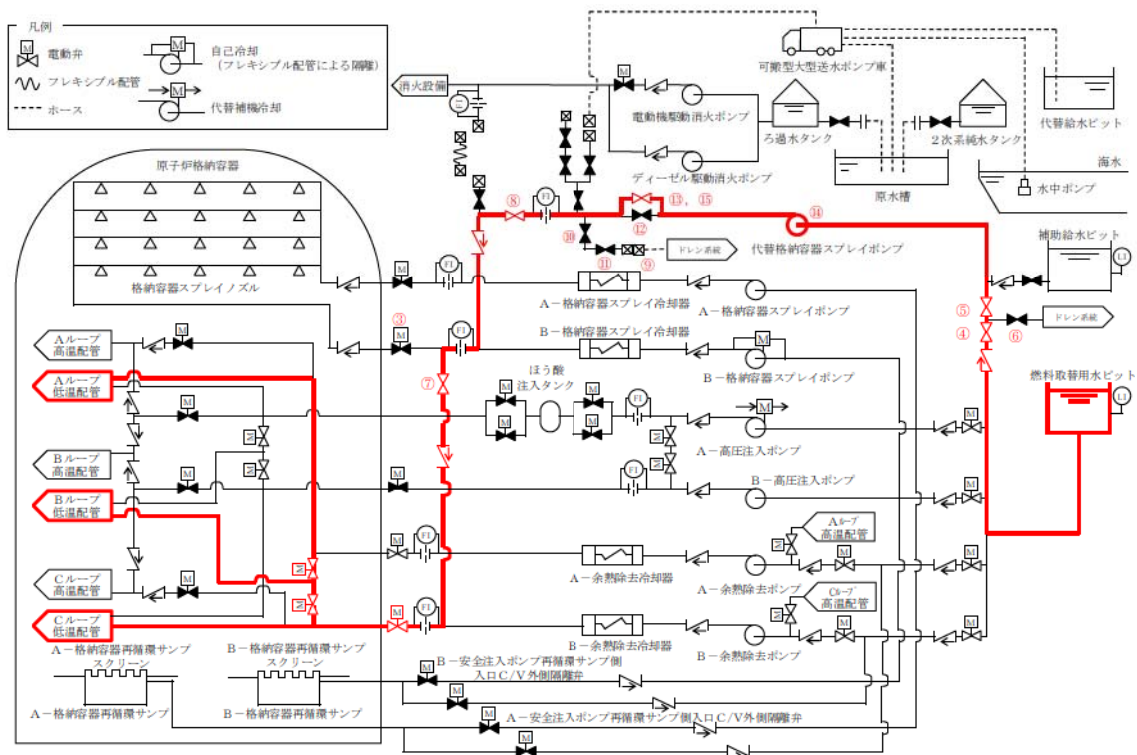 凡例
電動弁
フレキシブル配管
ホース
自己冷却
(フレキシブル配管による隔離)
代替補機冷却
M
消火設備
FI
M
電動機駆動消火ポンプ
ディーゼル駆動消火ポンプ
ろ過水タンク
可搬型大型送水ポンプ車
2次系純水タンク
原水槽
代替給水ピット
海水
水中ポンプ
補助給水ピット
LI
原子炉格納容器
格納容器スプレイノズル
⑧
FI
⑬, ⑮
⑫
⑭
代替格納容器スプレイポンプ
⑩
⑪
⑨
ドレン系統
M
FI
A-格納容器スプレイ冷却器
A-格納容器スプレイポンプ
③
M
FI
B-格納容器スプレイ冷却器
B-格納容器スプレイポンプ
M
⑤
④
⑥
ドレン系統
燃料取替用水ピット
LI
⑦
ほう酸
注入タンク
M
M
M
M
FI
M
A-高圧注入ポンプ
M
FI
M
M
B-高圧注入ポンプ
M
Aループ
高温配管
M
Aループ
低温配管
M
M
M
Bループ
高温配管
M
M
Bループ
低温配管
M
M
Cループ
高温配管
M
Cループ
低温配管
M
FI
A-余熱除去冷却器
A-余熱除去ポンプ
Aループ
高温配管
M
M
M
M
FI
B-余熱除去冷却器
B-余熱除去ポンプ
Cループ
高温配管
M
M
M
A-格納容器再循環サンプ
スクリーン
B-格納容器再循環サンプ
スクリーン
A-格納容器再循環サンプ
B-格納容器再循環サンプ
B-安全注入ポンプ再循環サンプ側
入口C/V外側隔離弁
M
M
A-安全注入ポンプ再循環サンプ側入口C/V外側隔離弁
M
M